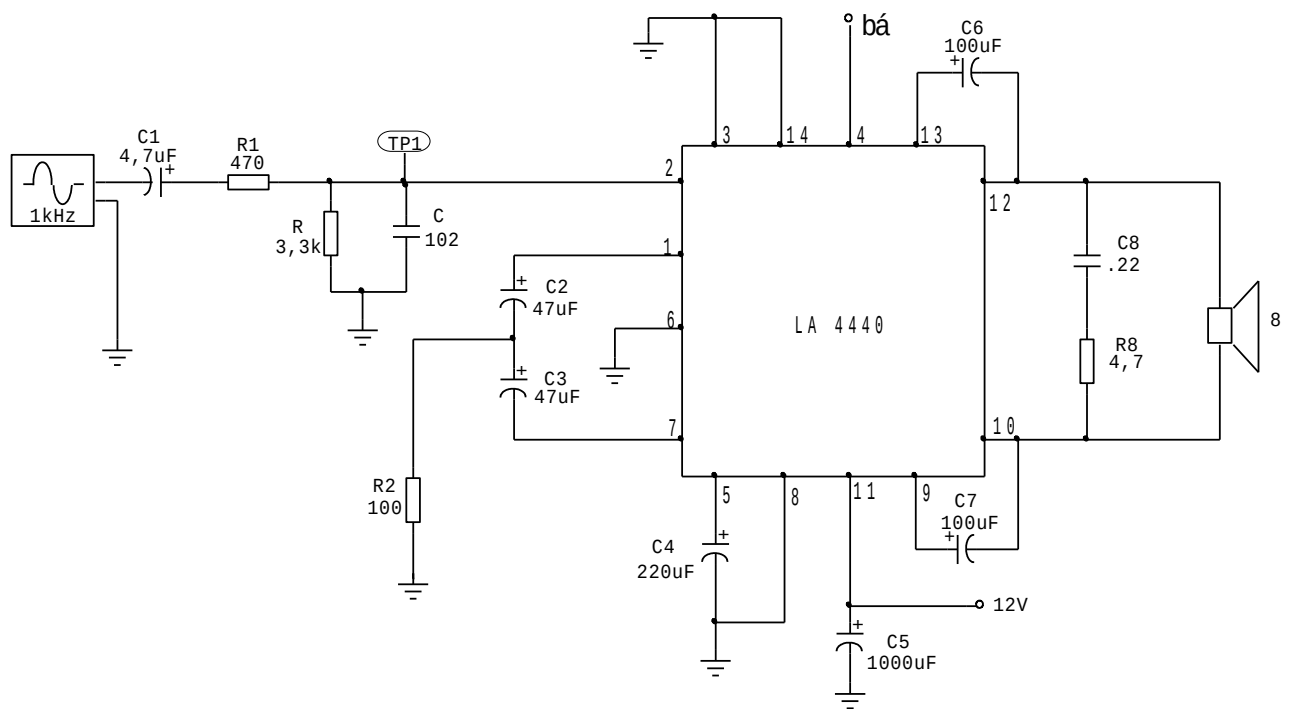 bá
C6
100uF
+
3
14
4
13
C1
4,7uF
+
R1
470
TP1
2
12
1kHz
R
3,3k
C
102
1
+
C2
47uF
C8
.22
6
LA 4440
8
R8
4,7
+
C3
47uF
7
10
R2
100
5
8
11
9
C7
100uF
+
+
C4
220uF
12V
+
C5
1000uF